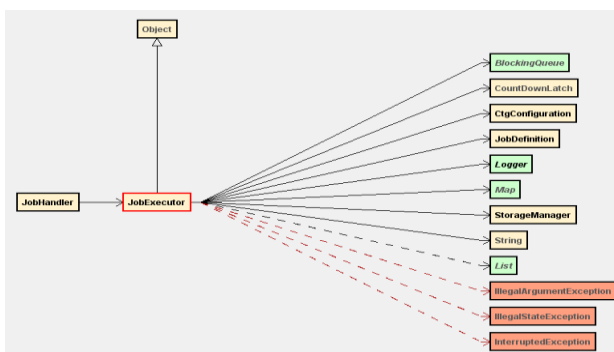 Object
BlockingQueue
CountDownLatch
CtgConfiguration
JobDefinition
Logger
Map
StorageManager
JobHandler
JobExecutor
String
List
IllegalArgumentException
IllegalStateException
InterruptedException